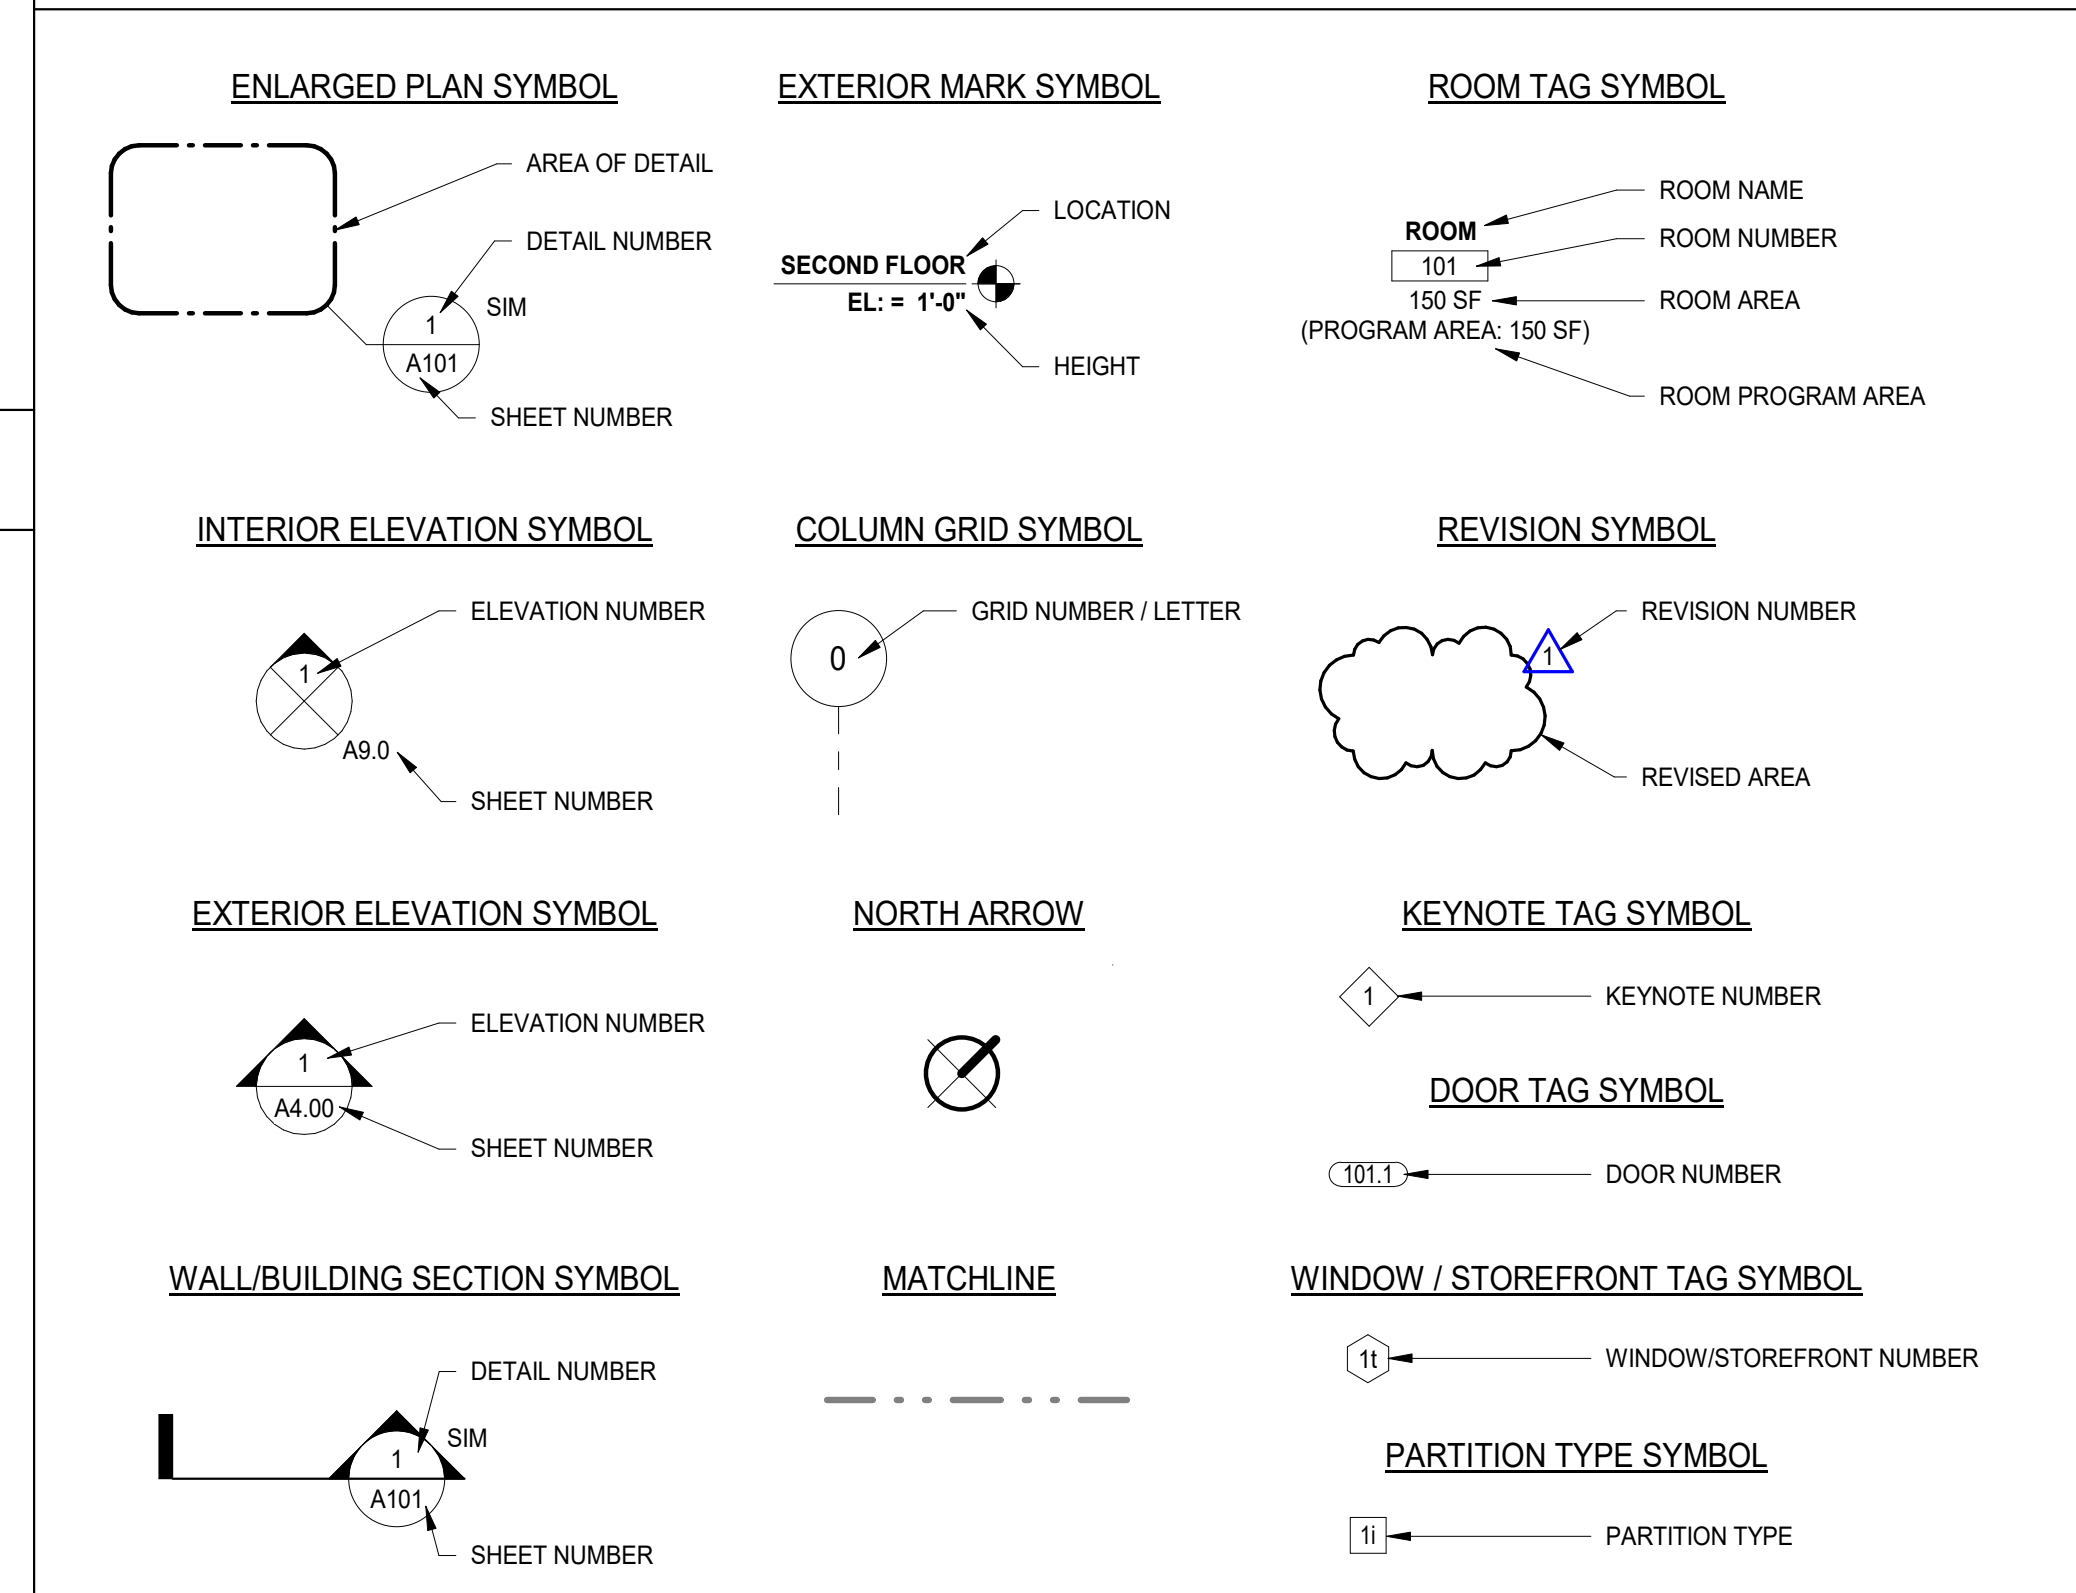 ENLARGED PLAN SYMBOL
AREA OF DETAIL
DETAIL NUMBER
SIM
1
A101
SHEET NUMBER
EXTERIOR MARK SYMBOL
LOCATION
SECOND FLOOR
EL: = 1'-0"
HEIGHT
ROOM TAG SYMBOL
ROOM NAME
ROOM
ROOM NUMBER
101
150 SF
ROOM AREA
(PROGRAM AREA: 150 SF)
ROOM PROGRAM AREA
INTERIOR ELEVATION SYMBOL
ELEVATION NUMBER
1
A9.0
SHEET NUMBER
COLUMN GRID SYMBOL
GRID NUMBER / LETTER
0
REVISION SYMBOL
REVISION NUMBER
1
REVISED AREA
EXTERIOR ELEVATION SYMBOL
ELEVATION NUMBER
1
A4.00
SHEET NUMBER
NORTH ARROW
KEYNOTE TAG SYMBOL
1
KEYNOTE NUMBER
DOOR TAG SYMBOL
101.1
DOOR NUMBER
WALL/BUILDING SECTION SYMBOL
DETAIL NUMBER
SIM
1
A101
SHEET NUMBER
MATCHLINE
WINDOW / STOREFRONT TAG SYMBOL
1t
WINDOW/STOREFRONT NUMBER
PARTITION TYPE SYMBOL
1i
PARTITION TYPE